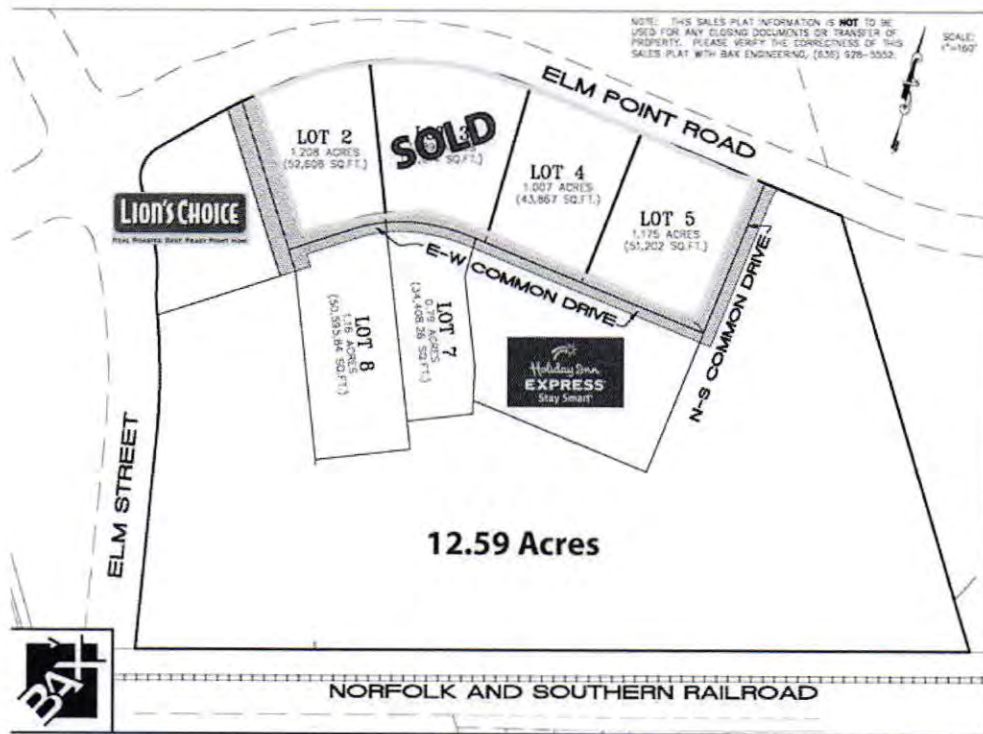 NOTE: THIS SALES PLAT INFORMATION IS NOT TO BE
USED FOR ANY CLOSING DOCUMENTS OR TRANSFER OF
PROPERTY. PLEASE VERIFY THE CORRECTNESS OF THIS
SALES PLAT WITH BAX ENGINEERING, (636) 928-5552.
SCALE:
1"=160'
ELM POINT ROAD
LOT 2
1.208 ACRES
(52,608 SQ.FT.)
SOLD
3
SQ.FT.)
LOT 4
1.007 ACRES
(43,867 SQ.FT.)
LOT 5
1.175 ACRES
(51,202 SQ.FT.)
LION'S CHOICE
E-W COMMON DRIVE
N-S COMMON DRIVE
LOT 8
1.16 ACRES
(50,595.84 SQ.FT.)
LOT 7
0.79 ACRES
(34,408.26 SQ.FT.)
Holiday Inn
EXPRESS
Stay Smart
ELM STREET
12.59 Acres
BAX
NORFOLK AND SOUTHERN RAILROAD